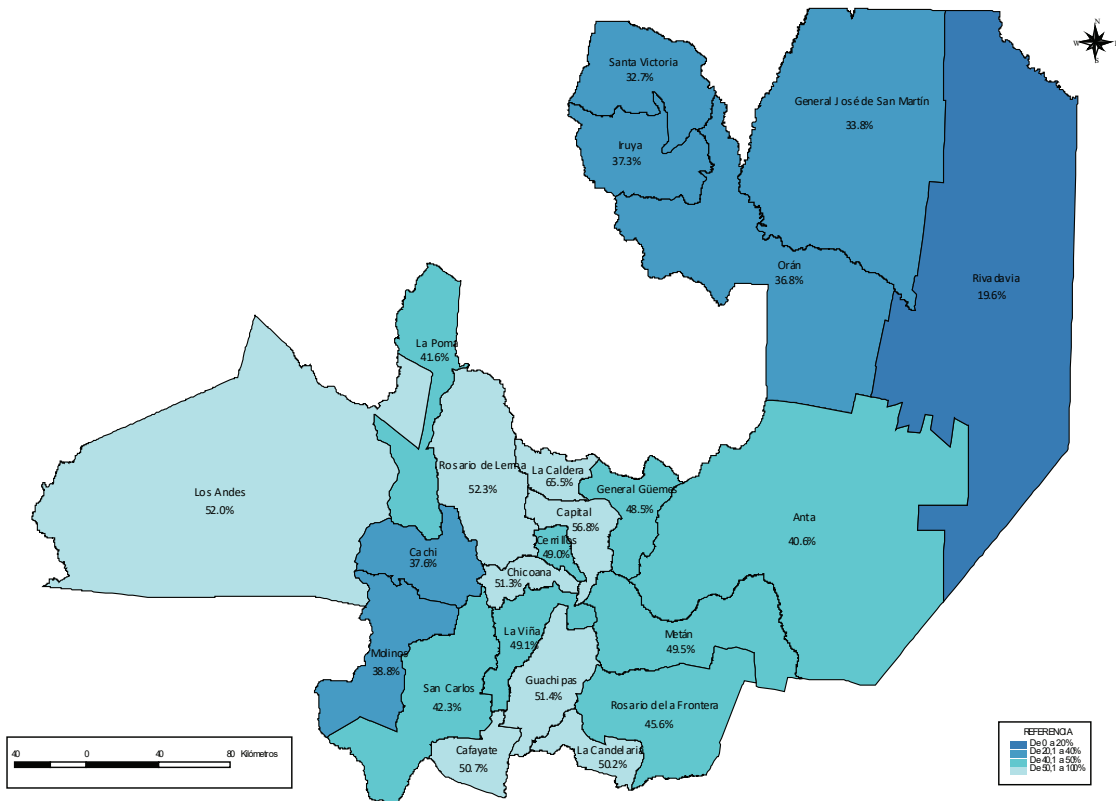 N
W
S
Santa Victoria
32.7%
General José de San Martín
33.8%
Iruya
37.3%
Orán
36.8%
Rivadavia
19.6%
La Poma
41.6%
Rosario de Lerma
52.3%
La Caldera
65.5%
General Güemes
48.5%
Los Andes
52.0%
Capital
56.8%
Anta
40.6%
Cerrillos
49.0%
Cachi
37.6%
Chicoana
51.3%
La Viña
49.1%
Metán
49.5%
Molinos
38.8%
San Carlos
42.3%
Guachipas
51.4%
Rosario de la Frontera
45.6%
Cafayate
50.7%
La Candelaria
50.2%
40 0 40 80 Kilómetros
REFERENCIA
De 0 a 20%
De 20,1 a 40%
De 40,1 a 50%
De 50,1 a 100%